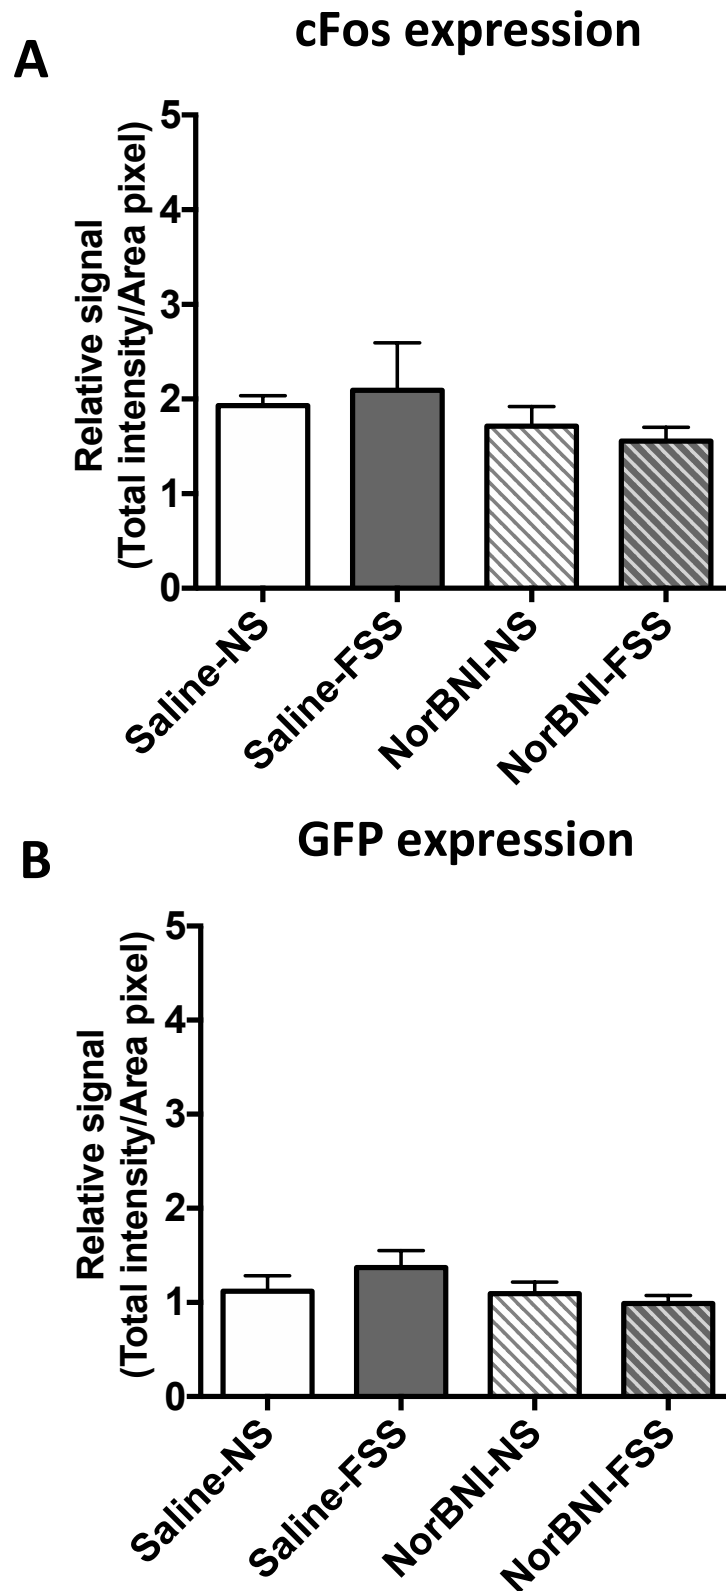 cFos expression
A
Relative signal
(Total intensity/Area pixel)
5
4
3
2
1
0
Saline-NS
Saline-FSS
NorBNI-NS
NorBNI-FSS
GFP expression
B
Relative signal
(Total intensity/Area pixel)
5
4
3
2
1
0
Saline-NS
Saline-FSS
NorBNI-NS
NorBNI-FSS